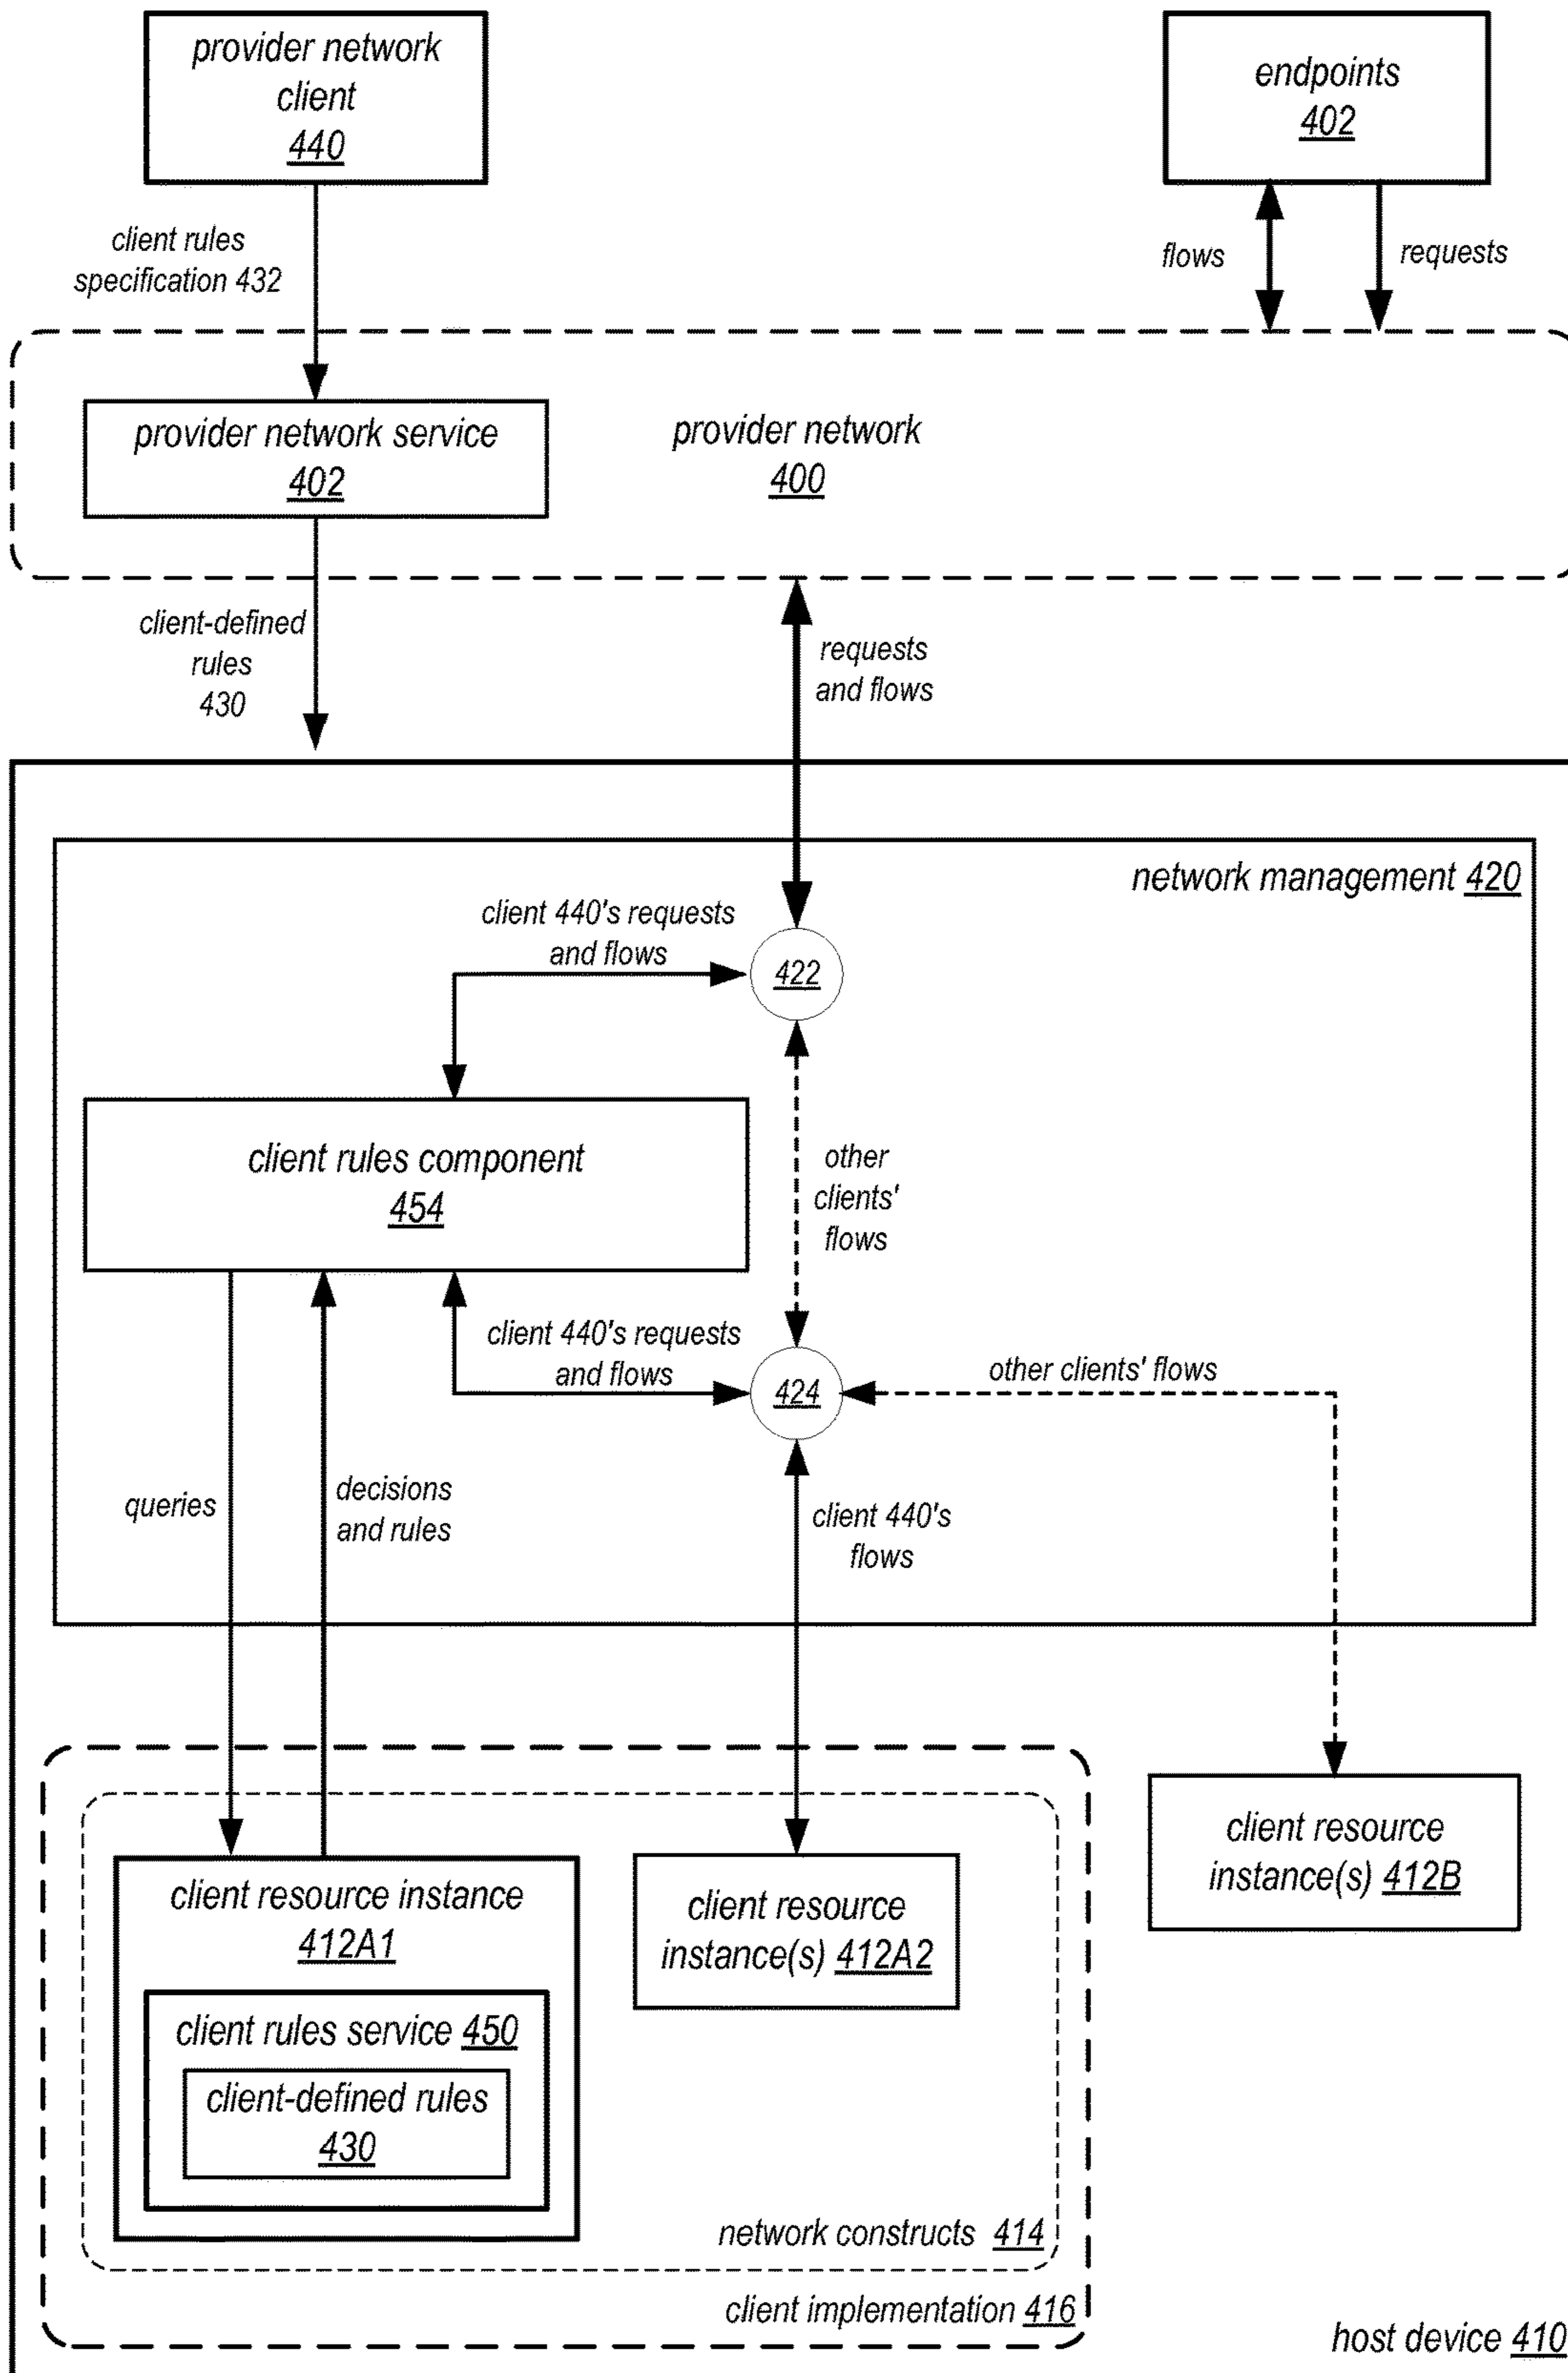 provider network
client
440
endpoints
402
client rules
specification 432
flows
requests
provider network service
402
provider network
400
client-defined
rules
430
requests
and flows
network management 420
client 440's requests
and flows
422
client rules component
454
other
clients'
flows
client 440's requests
and flows
424
other clients' flows
queries
decisions
and rules
client 440's
flows
client resource instance
412A1
client rules service 450
client-defined rules
430
client resource
instance(s) 412A2
client resource
instance(s) 412B
network constructs 414
client implementation 416
host device 410